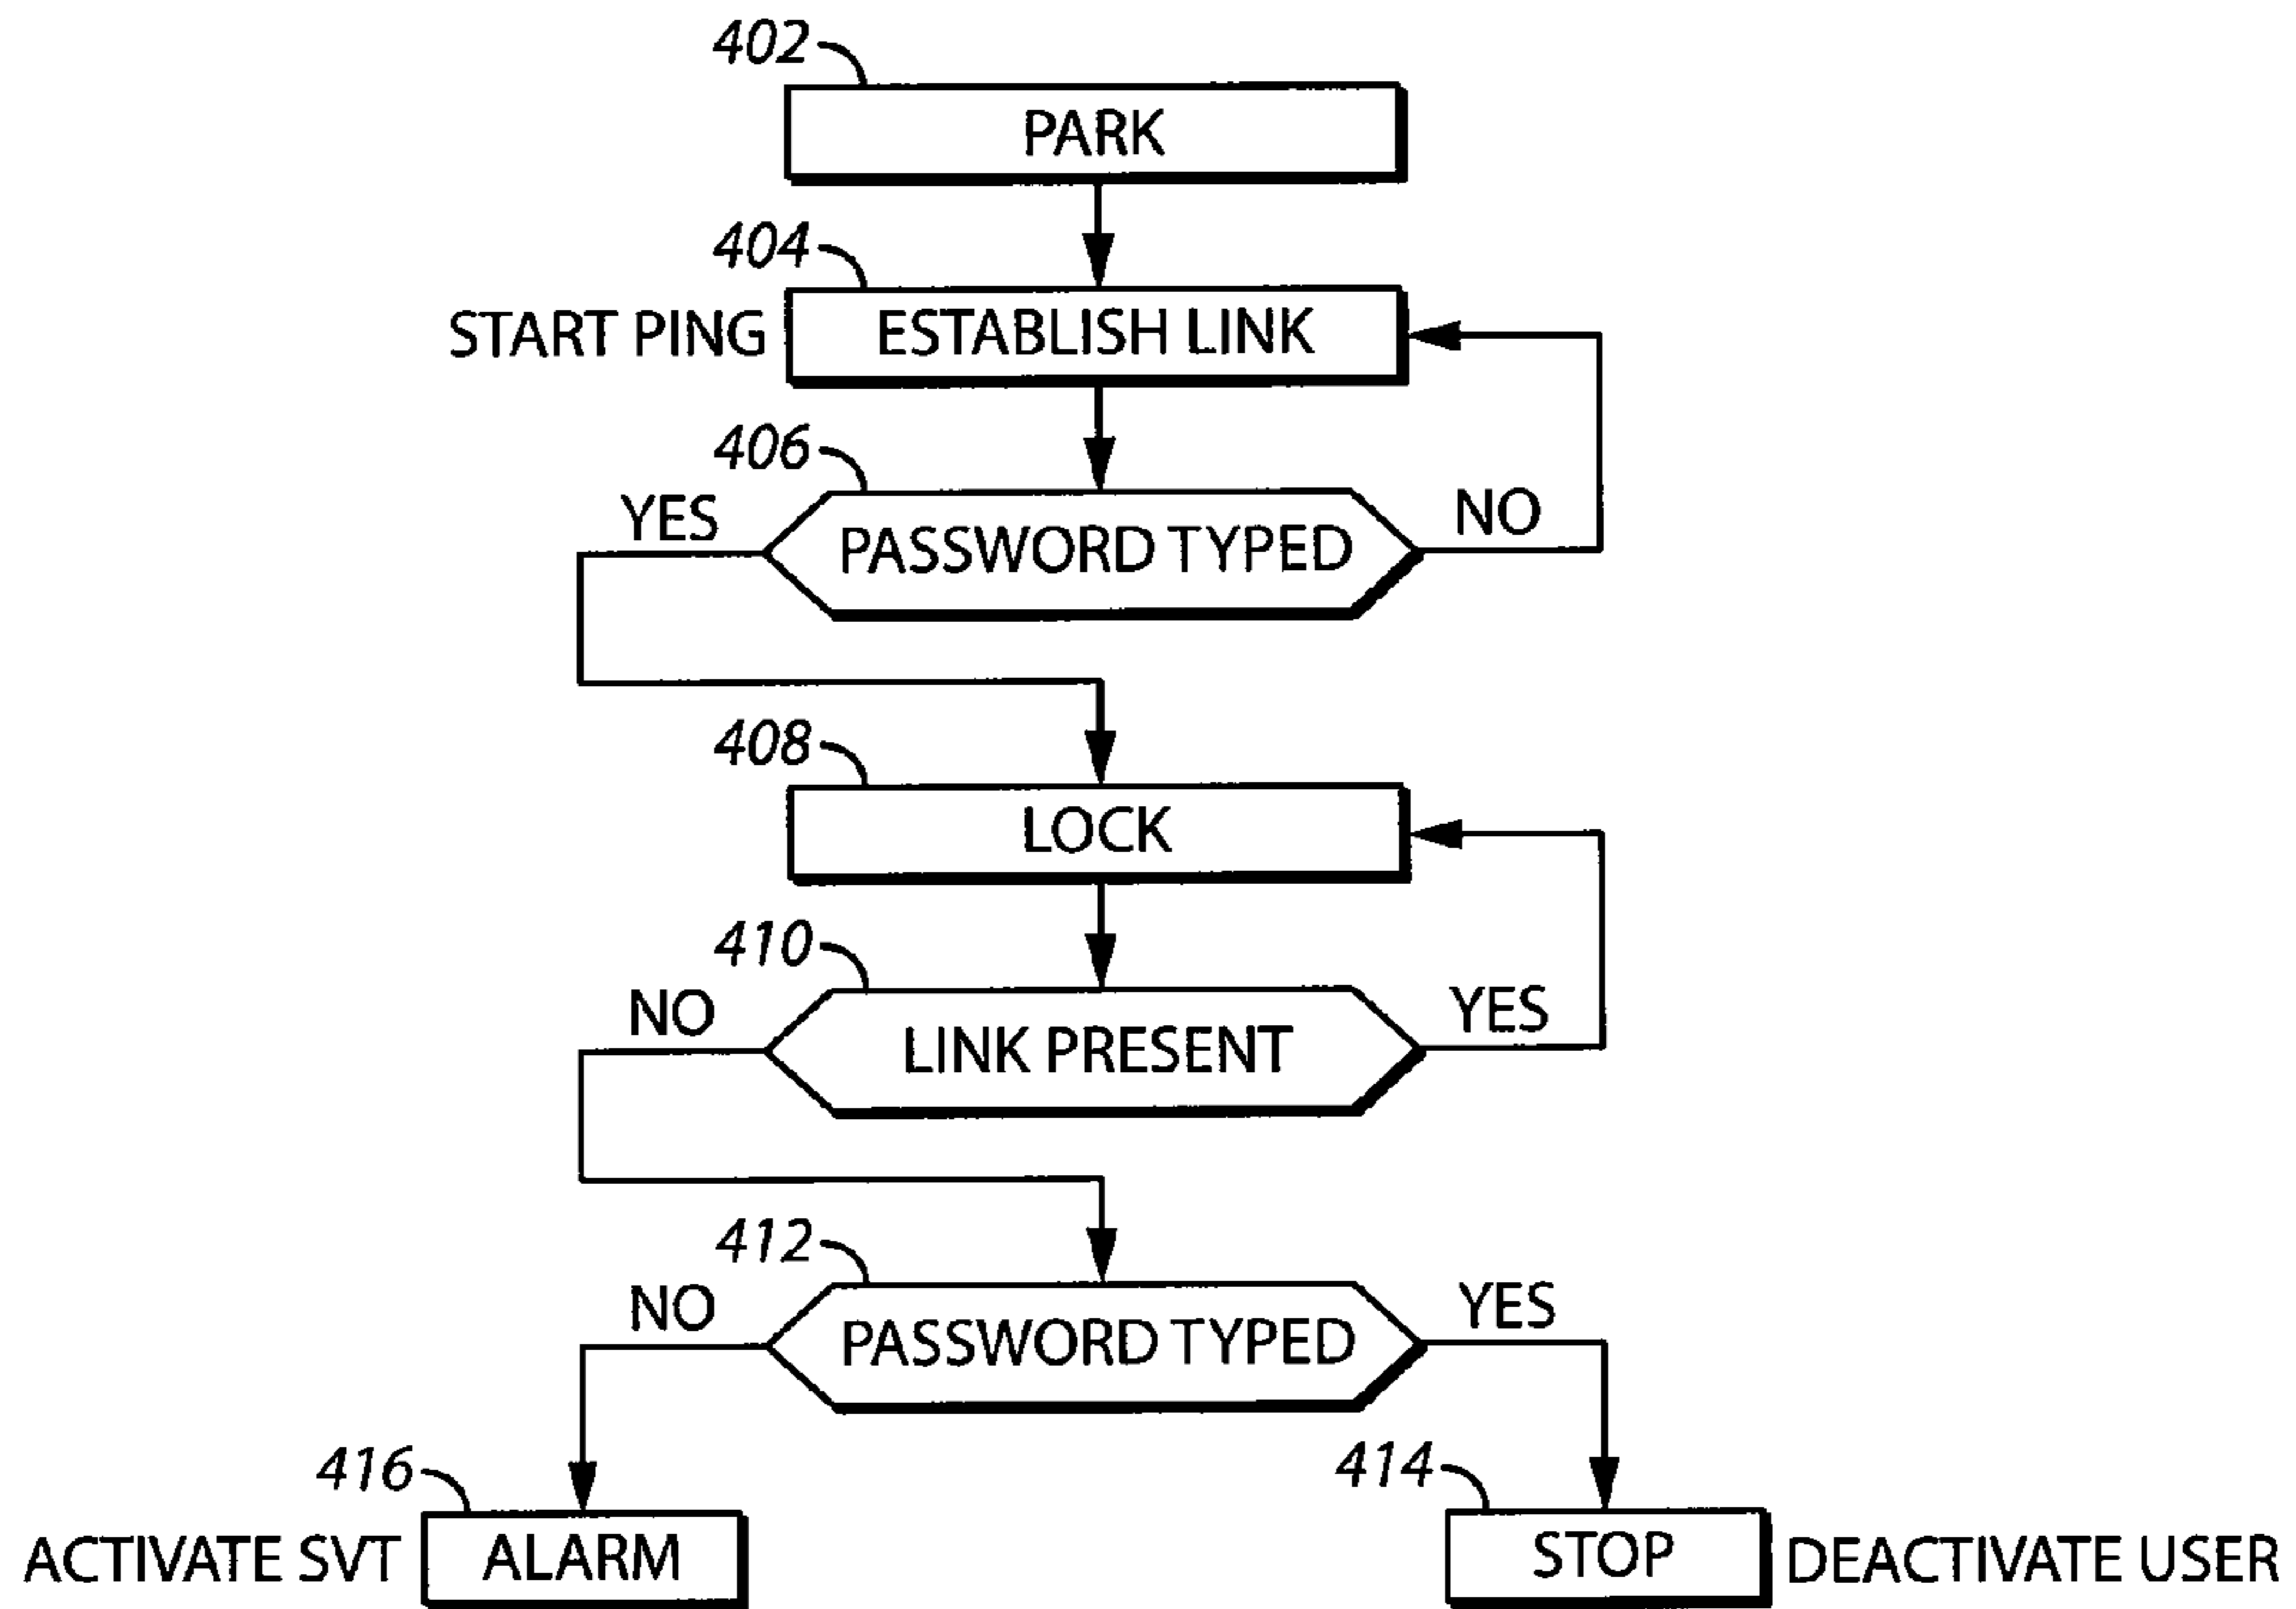 402
PARK
404
START PING
ESTABLISH LINK
406
YES
PASSWORD TYPED
NO
408
LOCK
410
NO
LINK PRESENT
YES
412
NO
PASSWORD TYPED
YES
416
414
ACTIVATE SVT
ALARM
STOP
DEACTIVATE USER